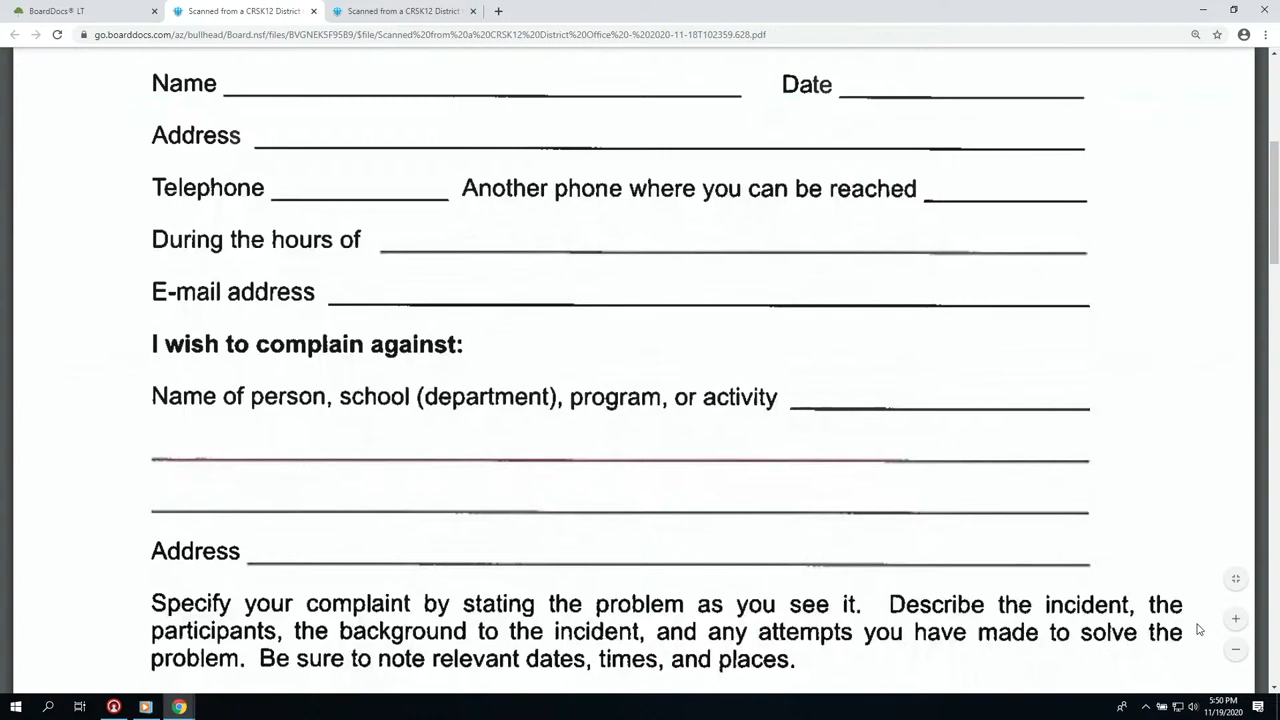 BoardDocs® LT
Scanned from a CRSK12 District
Scanned from a CRSK12 District
go.boarddocs.com/az/bullhead/Board.nsf/files/BVGNEK5F95B9/$file/Scanned%20from%20a%20CRSK12%20District%20Office%20-%202020-11-18T102359.628.pdf
Name Date
Address
Telephone Another phone where you can be reached
During the hours of
E-mail address
I wish to complain against:
Name of person, school (department), program, or activity
Address
Specify your complaint by stating the problem as you see it. Describe the incident, the
participants, the background to the incident, and any attempts you have made to solve the
problem. Be sure to note relevant dates, times, and places.
5:50 PM
11/19/2020